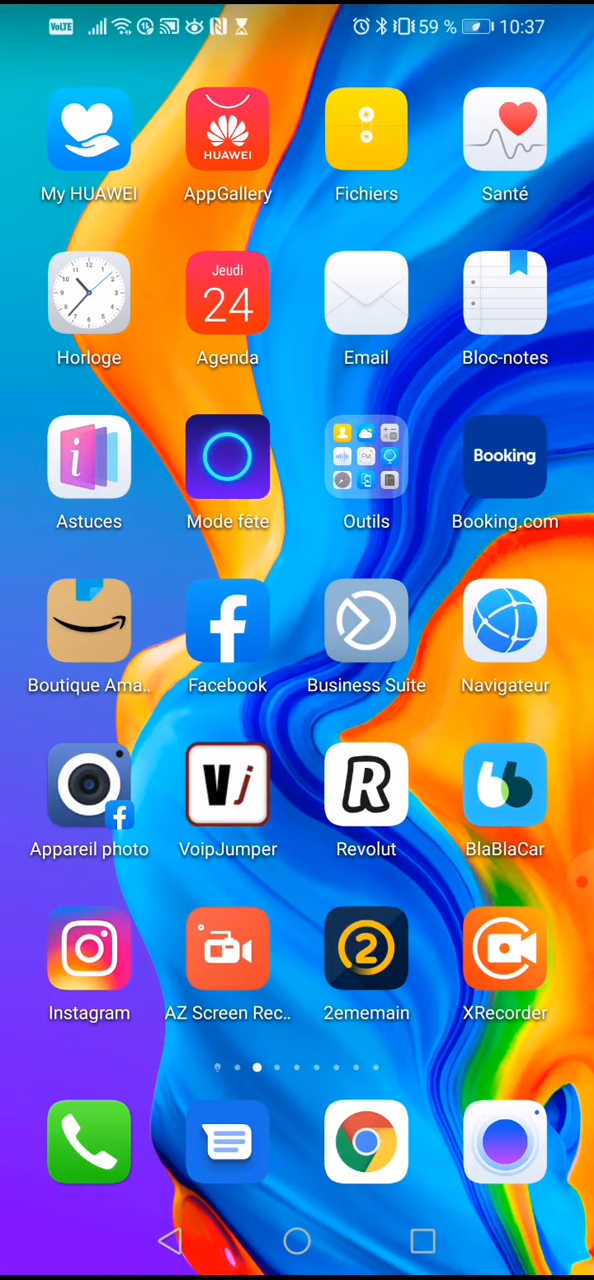 VoLTE 59 % 10:37
HUAWEI
My HUAWEI AppGallery Fichiers Santé
Jeudi
24
Horloge Agenda Email Bloc-notes
Booking
Astuces Mode fête Outils Booking.com
Boutique Ama.. Facebook Business Suite Navigateur
Vj R
Appareil photo VoipJumper Revolut BlaBlaCar
2
Instagram AZ Screen Rec.. 2ememain XRecorder